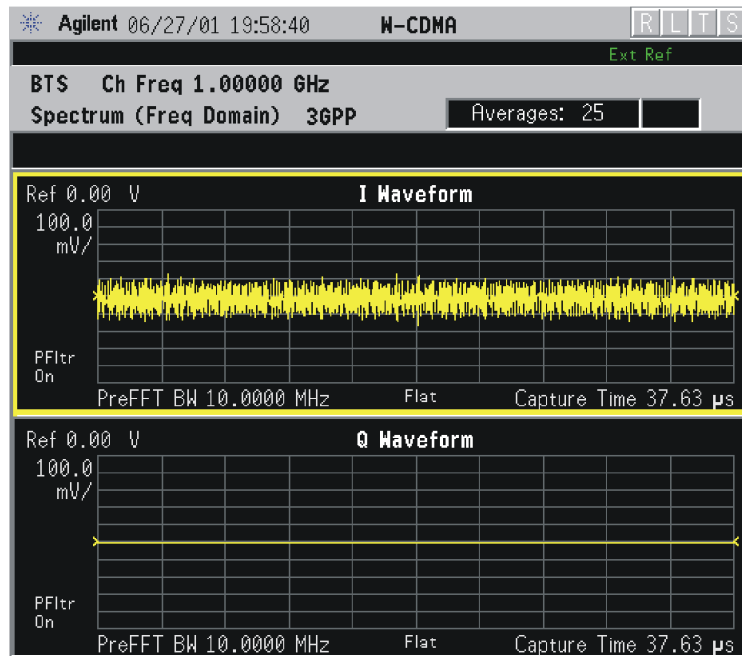 Agilent 06/27/01 19:58:40 W-CDMA R L T S
Ext Ref
BTS Ch Freq 1.00000 GHz
Spectrum (Freq Domain) 3GPP Averages: 25
Ref 0.00 V I Waveform
100.0
mV/
PFltr
On
PreFFT BW 10.0000 MHz Flat Capture Time 37.63 µs
Ref 0.00 V Q Waveform
100.0
mV/
PFltr
On
PreFFT BW 10.0000 MHz Flat Capture Time 37.63 µs